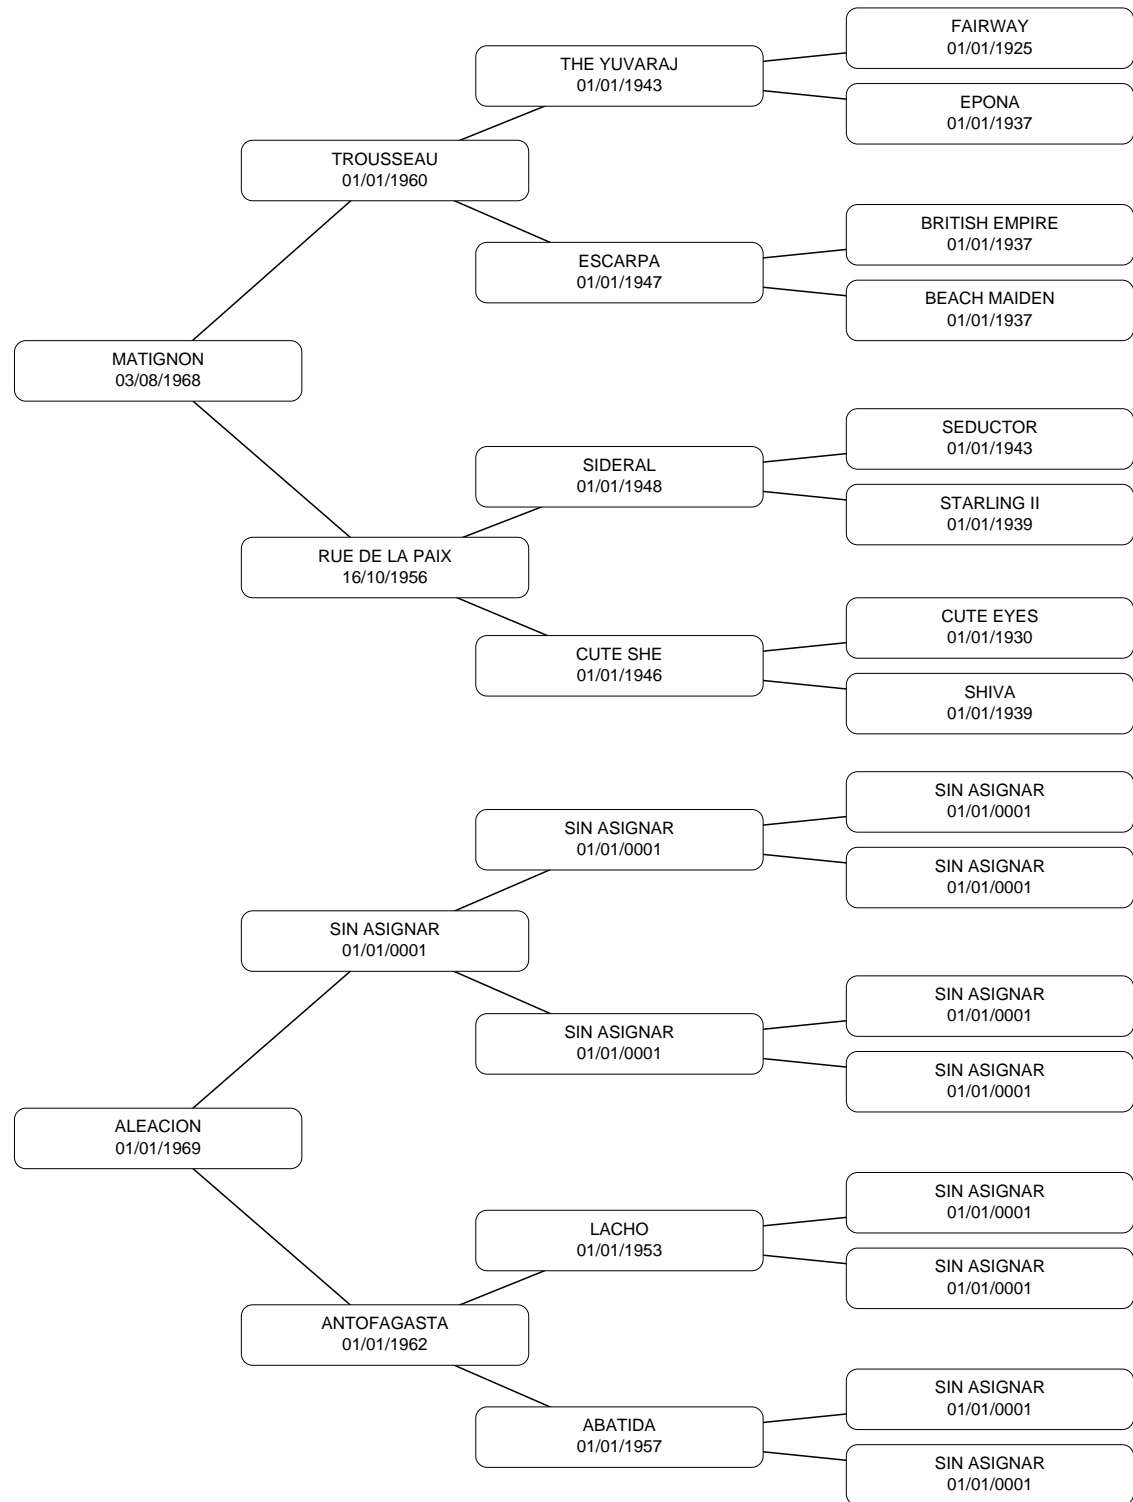 FAIRWAY
01/01/1925
THE YUVARAJ
01/01/1943
EPONA
01/01/1937
TROUSSEAU
01/01/1960
BRITISH EMPIRE
01/01/1937
ESCARPA
01/01/1947
BEACH MAIDEN
01/01/1937
MATIGNON
03/08/1968
SEDUCTOR
01/01/1943
SIDERAL
01/01/1948
STARLING II
01/01/1939
RUE DE LA PAIX
16/10/1956
CUTE EYES
01/01/1930
CUTE SHE
01/01/1946
SHIVA
01/01/1939
SIN ASIGNAR
01/01/0001
SIN ASIGNAR
01/01/0001
SIN ASIGNAR
01/01/0001
SIN ASIGNAR
01/01/0001
SIN ASIGNAR
01/01/0001
SIN ASIGNAR
01/01/0001
SIN ASIGNAR
01/01/0001
ALEACION
01/01/1969
SIN ASIGNAR
01/01/0001
LACHO
01/01/1953
SIN ASIGNAR
01/01/0001
ANTOFAGASTA
01/01/1962
SIN ASIGNAR
01/01/0001
ABATIDA
01/01/1957
SIN ASIGNAR
01/01/0001